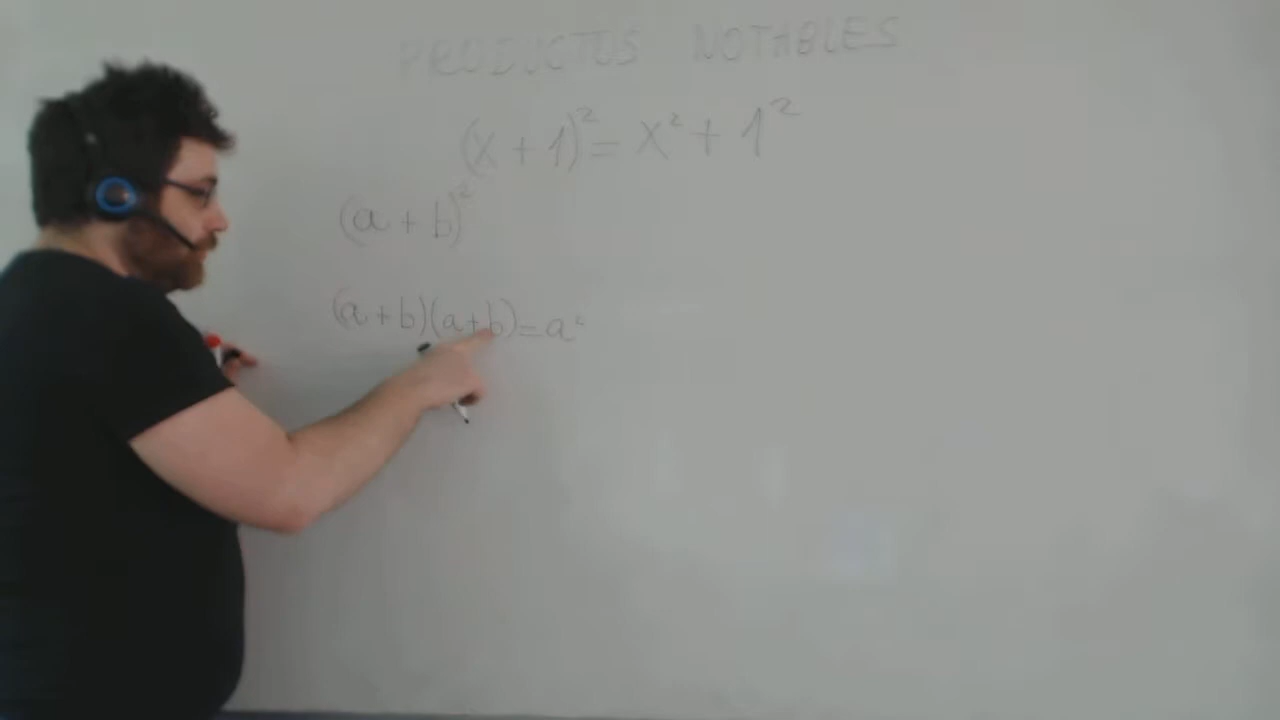 PRODUCTOS NOTABLES
(x + 1)² = x² + 1²
(a + b)²
(a + b)(a + b) = a²